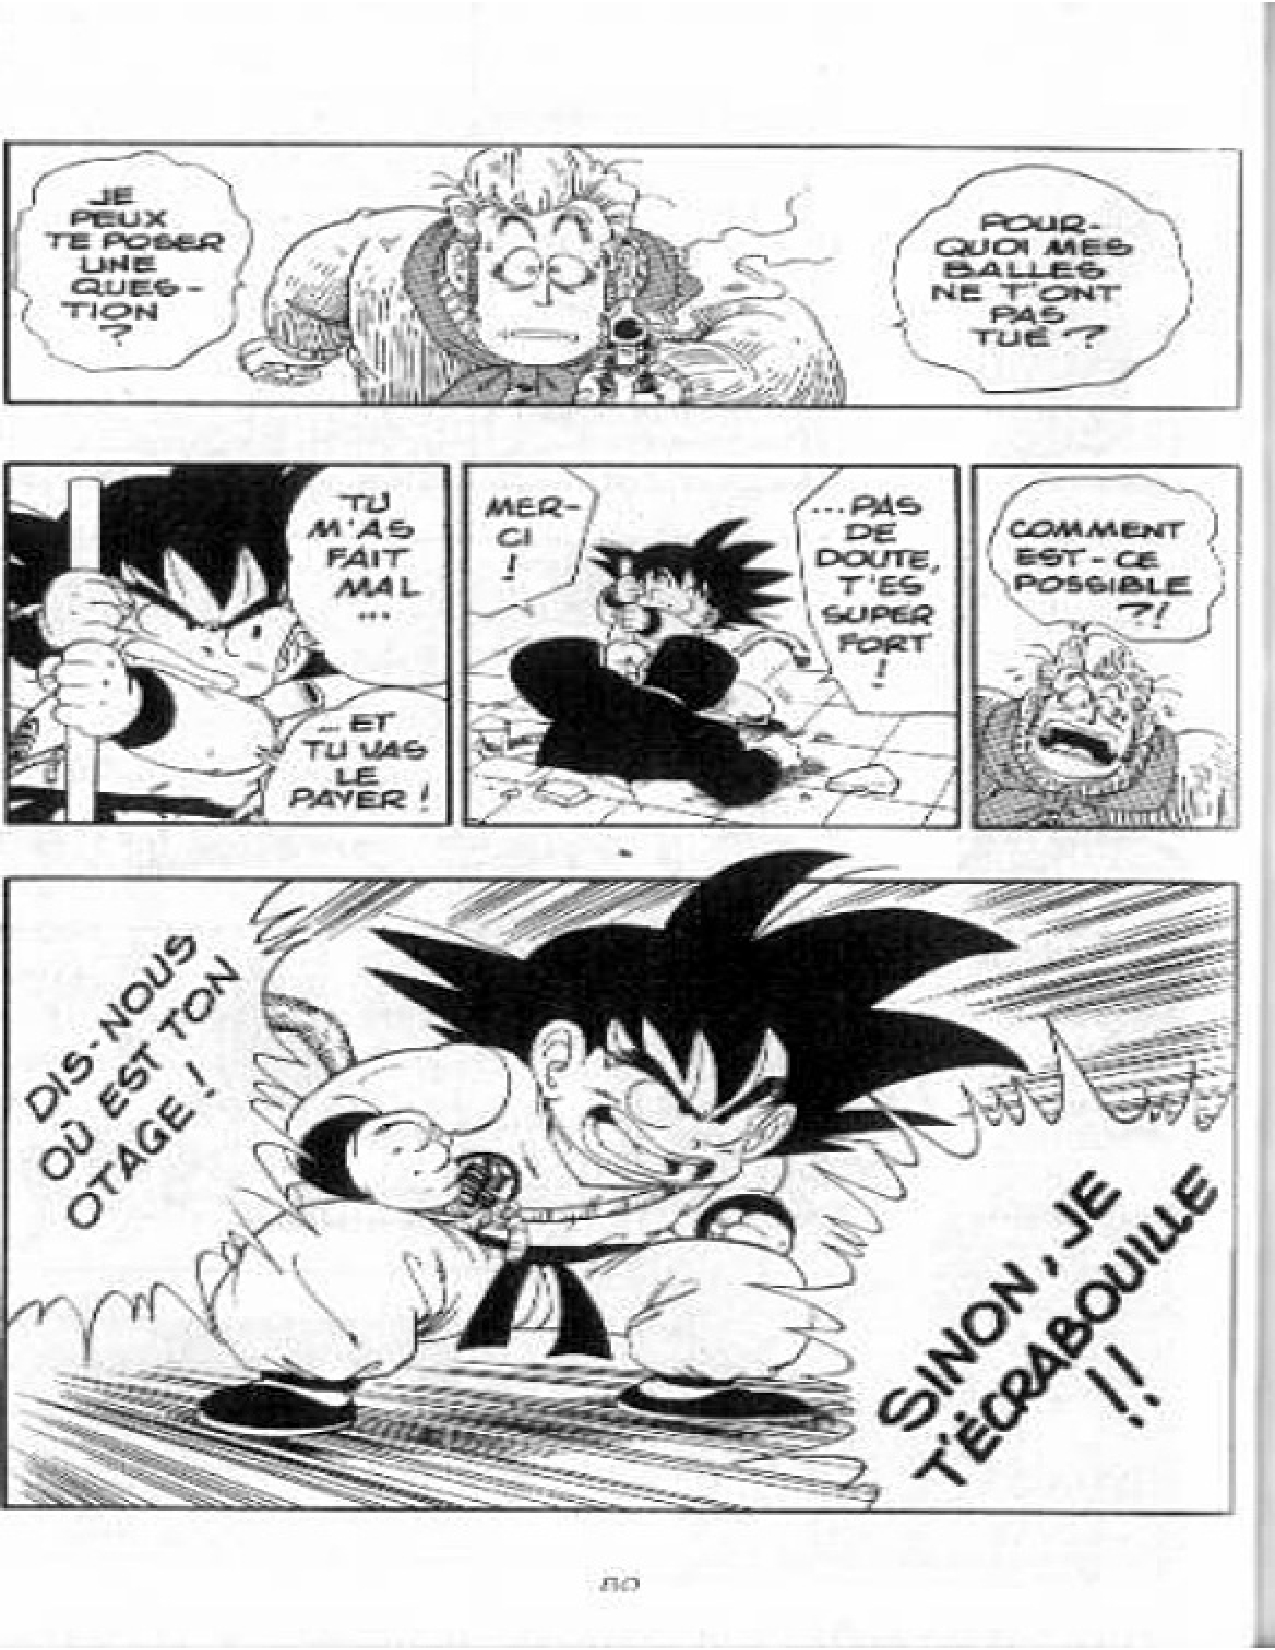 JE
PEUX
TE POSER
UNE
QUES-
TION
?
POUR-
QUOI MES
BALLES
NE T'ONT
PAS
TUÉ ?
TU
M'AS
FAIT
MAL
...
...ET
TU VAS
LE
PAYER !
MER-
CI
!
...PAS
DE
DOUTE,
T'ES
SUPER
FORT
!
COMMENT
EST-CE
POSSIBLE
?!
DIS-NOUS
OÙ EST TON
OTAGE !
SINON, JE
T'ÉCRABOUILLE
!!
80